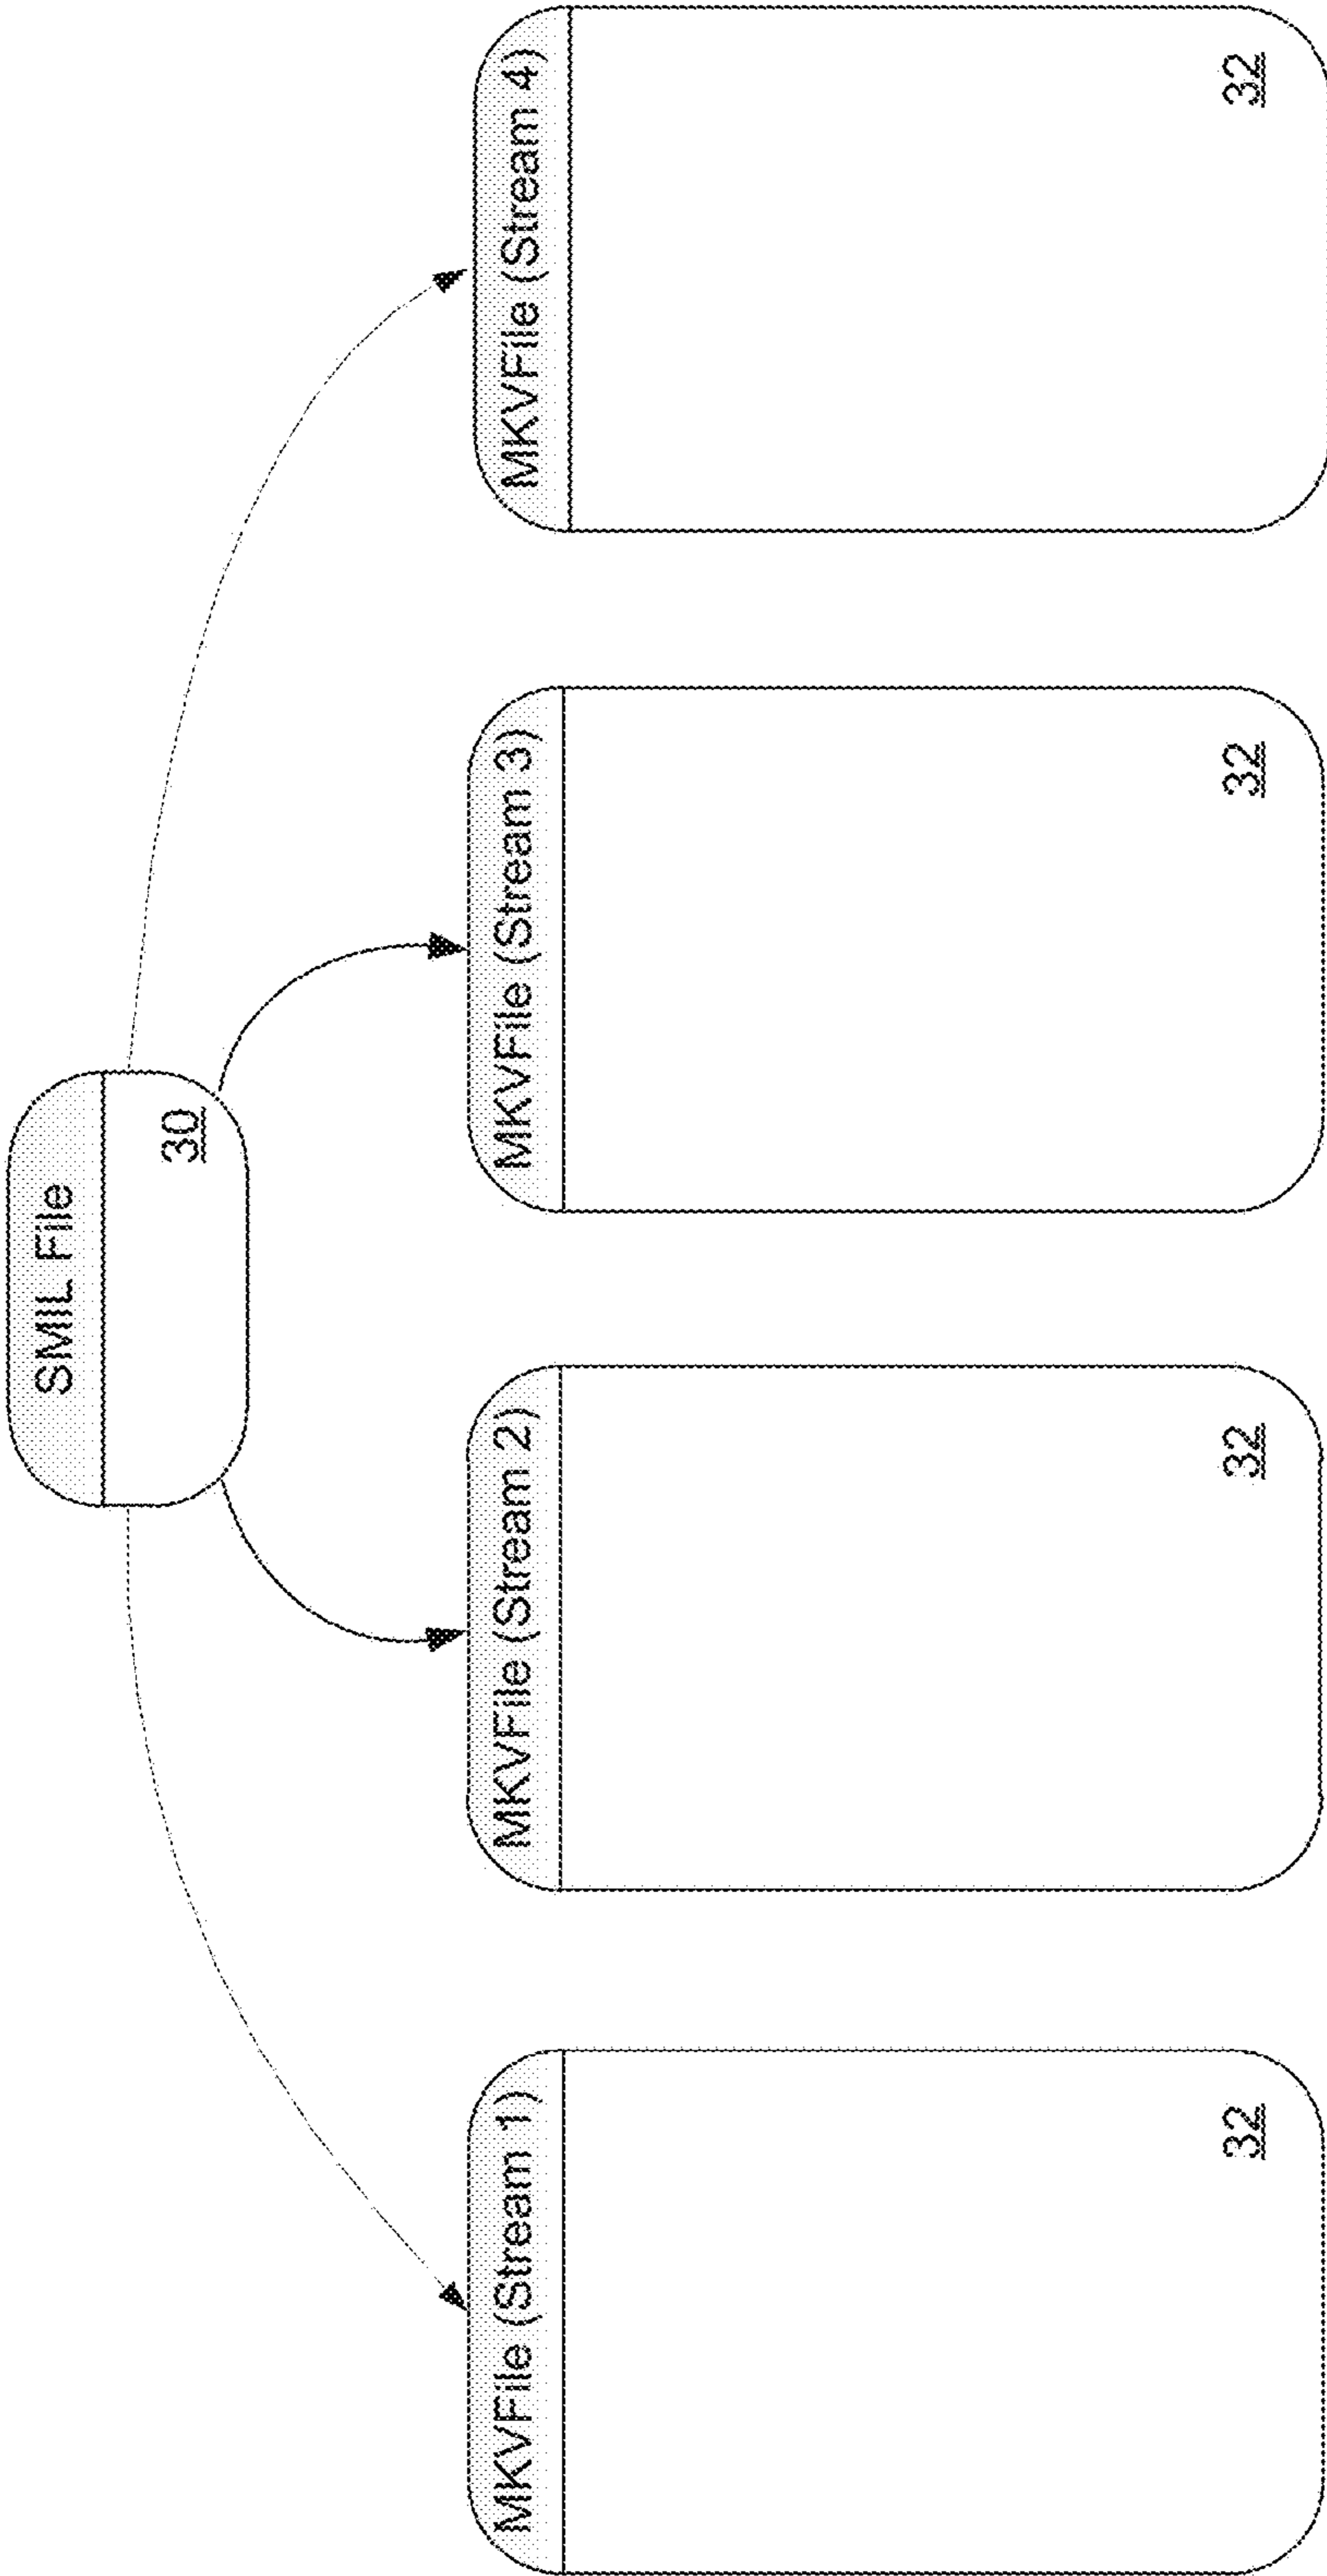 SMIL File
30
MKVFile (Stream 1)
32
MKVFile (Stream 2)
32
MKVFile (Stream 3)
32
MKVFile (Stream 4)
32